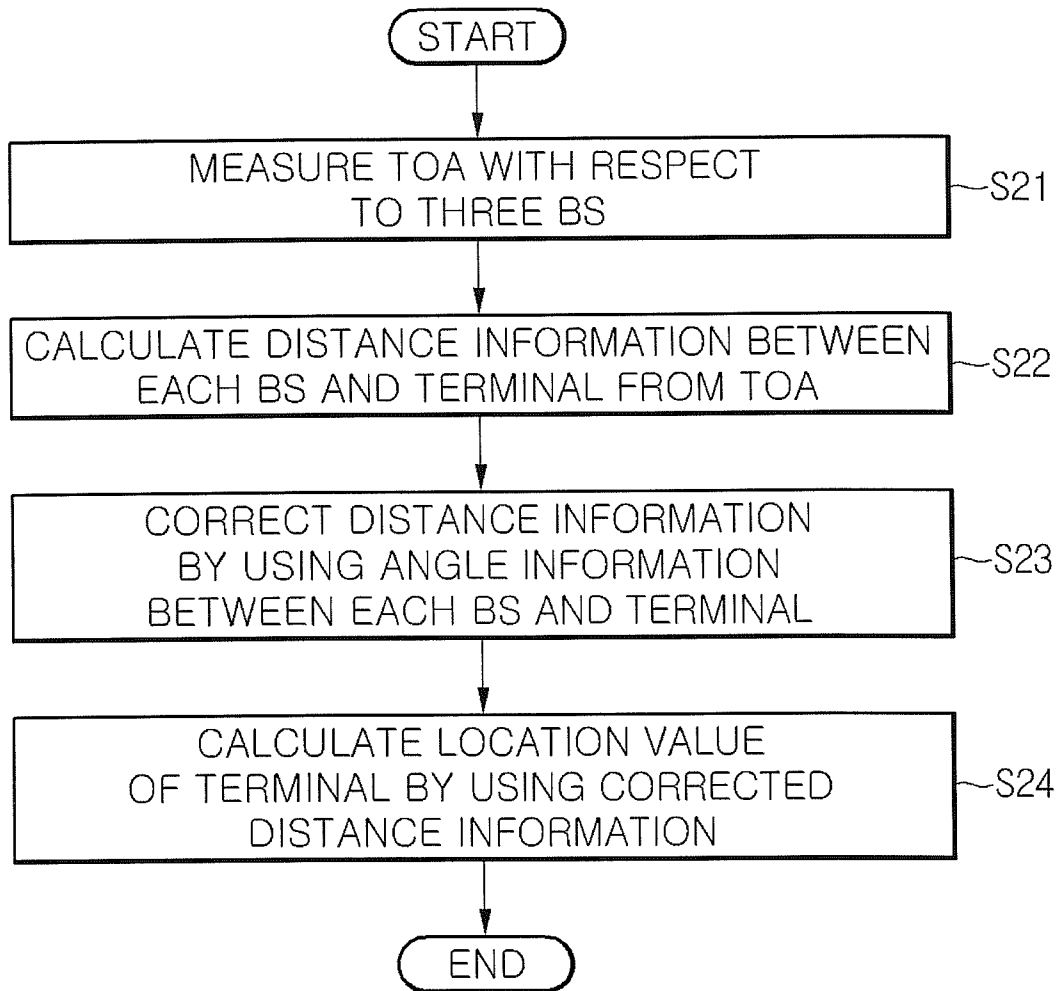 START
MEASURE TOA WITH RESPECT
TO THREE BS
S21
CALCULATE DISTANCE INFORMATION BETWEEN
EACH BS AND TERMINAL FROM TOA
S22
CORRECT DISTANCE INFORMATION
BY USING ANGLE INFORMATION
BETWEEN EACH BS AND TERMINAL
S23
CALCULATE LOCATION VALUE
OF TERMINAL BY USING CORRECTED
DISTANCE INFORMATION
S24
END